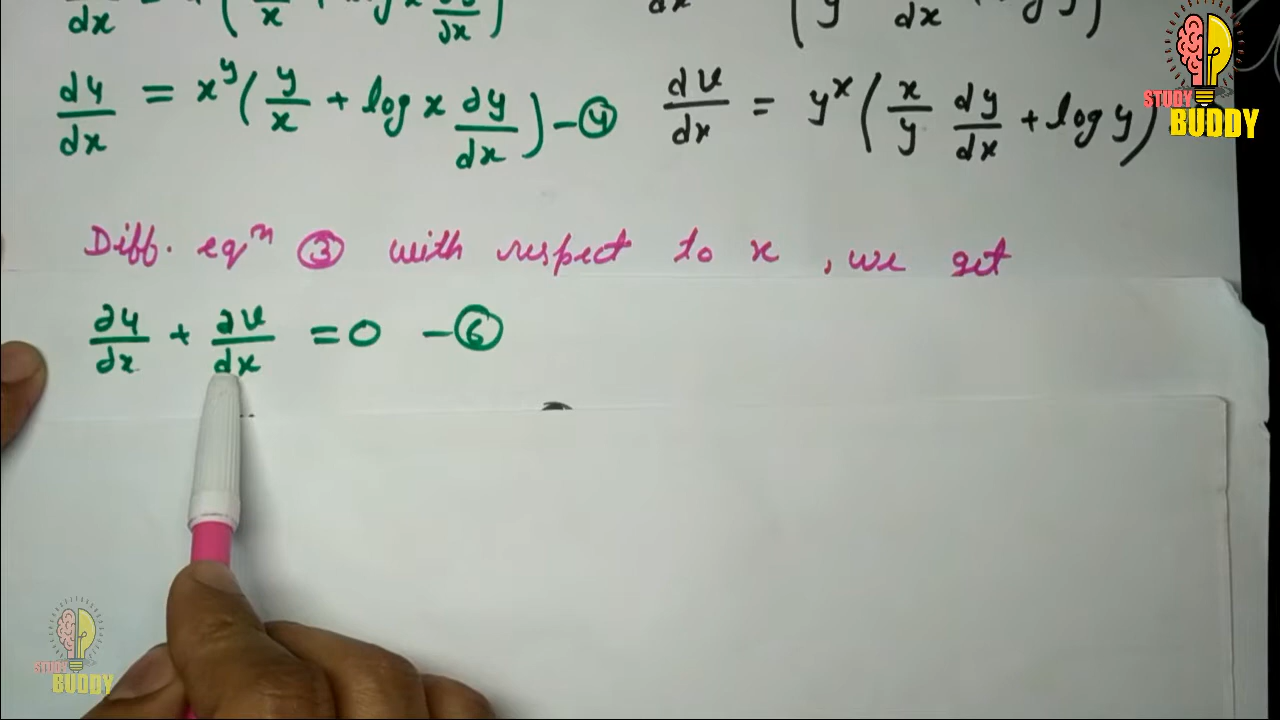 du/dx = x^y (y/x + log x dy/dx) - ④
dv/dx = y^x (x/y dy/dx + log y)
Diff. eqⁿ ③ with respect to x, we get
du/dx + dv/dx = 0 - ⑥
STUDY
BUDDY
STUDY
BUDDY